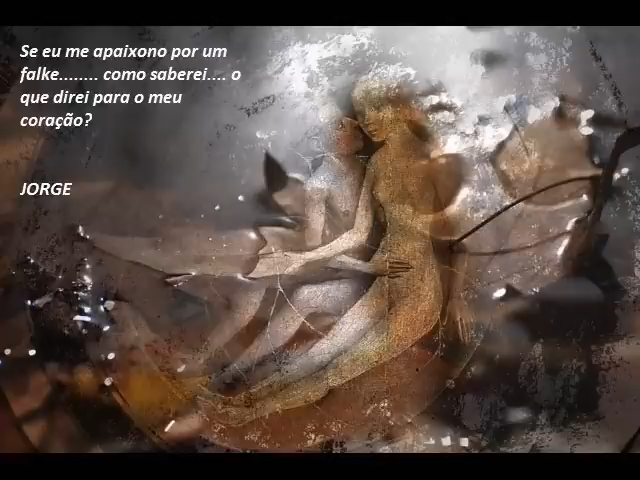 Se eu me apaixono por um
falke........ como saberei.... o
que direi para o meu
coração?
JORGE